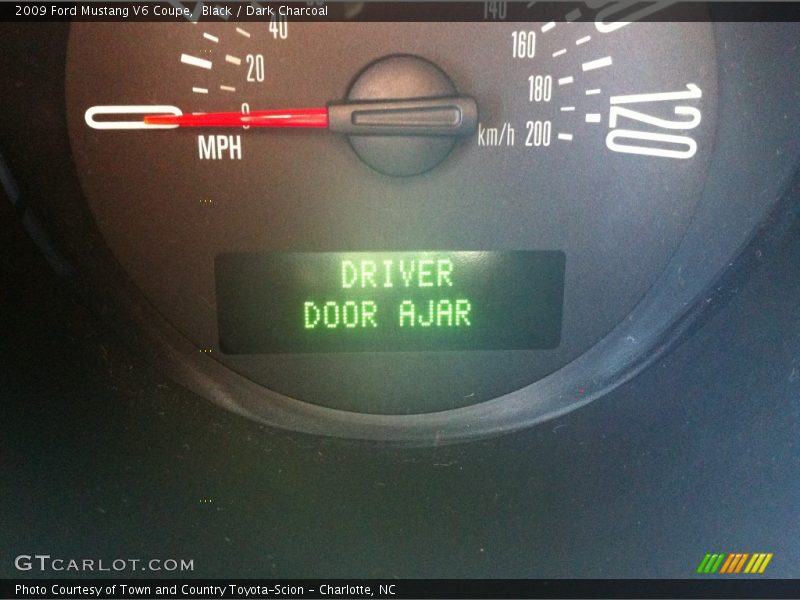 2009 Ford Mustang V6 Coupe, Black / Dark Charcoal
40
20
0
MPH
140
160
180
km/h 200
120
DRIVER
DOOR AJAR
GTCARLOT.COM
Photo Courtesy of Town and Country Toyota-Scion - Charlotte, NC